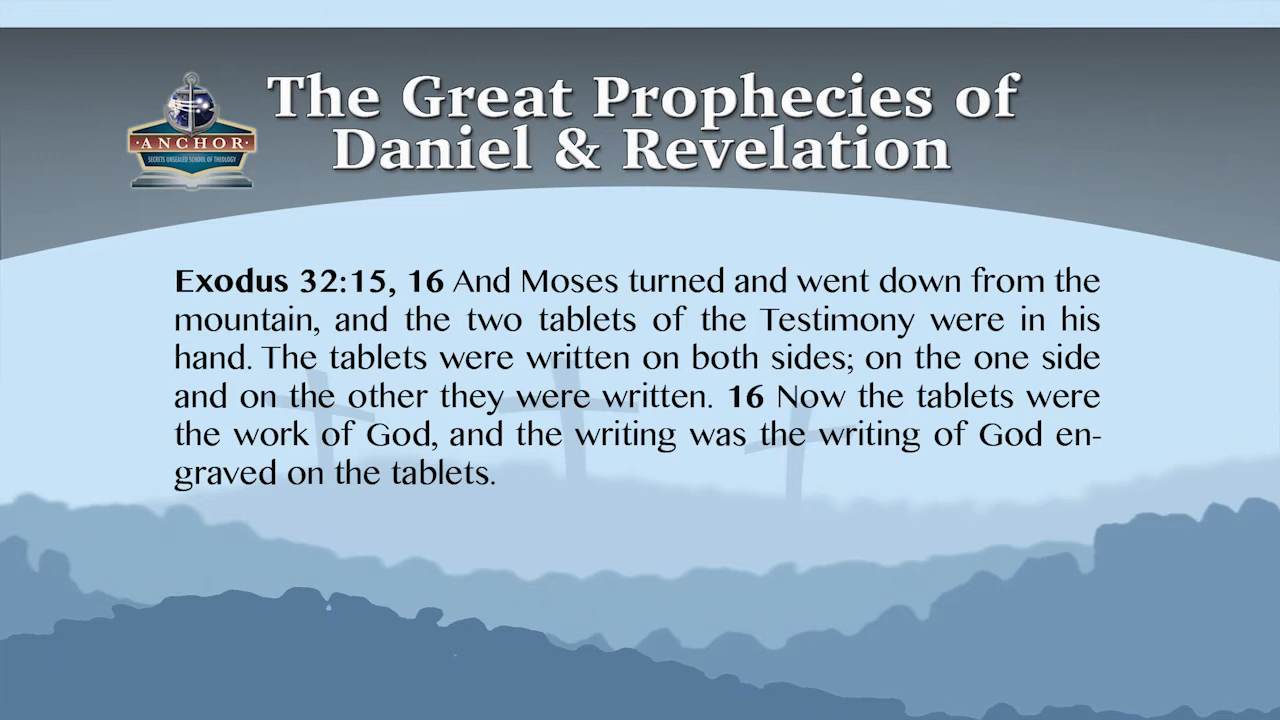 The Great Prophecies of
Daniel & Revelation
·ANCHOR·
SECRETS UNSEALED SCHOOL OF THEOLOGY
Exodus 32:15, 16 And Moses turned and went down from the
mountain, and the two tablets of the Testimony were in his
hand. The tablets were written on both sides; on the one side
and on the other they were written. 16 Now the tablets were
the work of God, and the writing was the writing of God en-
graved on the tablets.